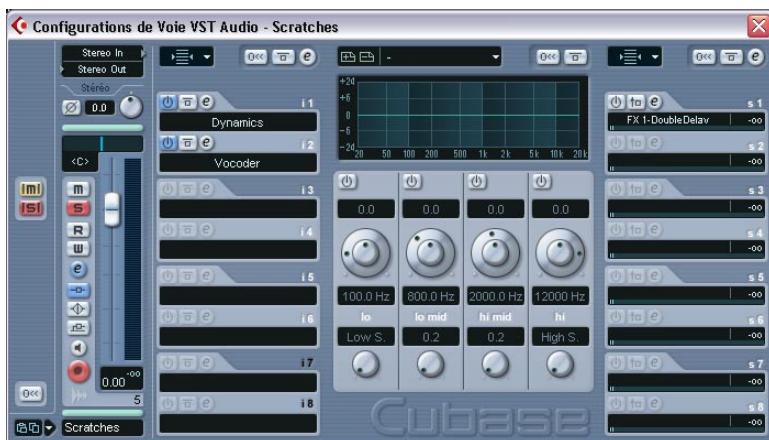 Configurations de Voie VST Audio - Scratches
Stereo In
Stereo Out
Stéréo
0.0
<C>
m
S
R
W
e
[m]
[S]
0.00
-oo
5
Scratches
e
e i 1
Dynamics
e i 2
Vocoder
e i 3
e i 4
e i 5
e i 6
e i 7
e i 8
-
+2d
+6
0
-6
-2d
20 50 100 200 500 1k 2k 5k 10k 20k
0.0 0.0 0.0 0.0
100.0 Hz 800.0 Hz 2000.0 Hz 12000 Hz
lo lo mid hi mid hi
Low S. 0.2 0.2 High S.
Cubase
e
e s 1
FX 1-DoubleDelay -oo
e s 2
-oo
e s 3
-oo
e s 4
-oo
e s 5
-oo
e s 6
-oo
e s 7
-oo
e s 8
-oo